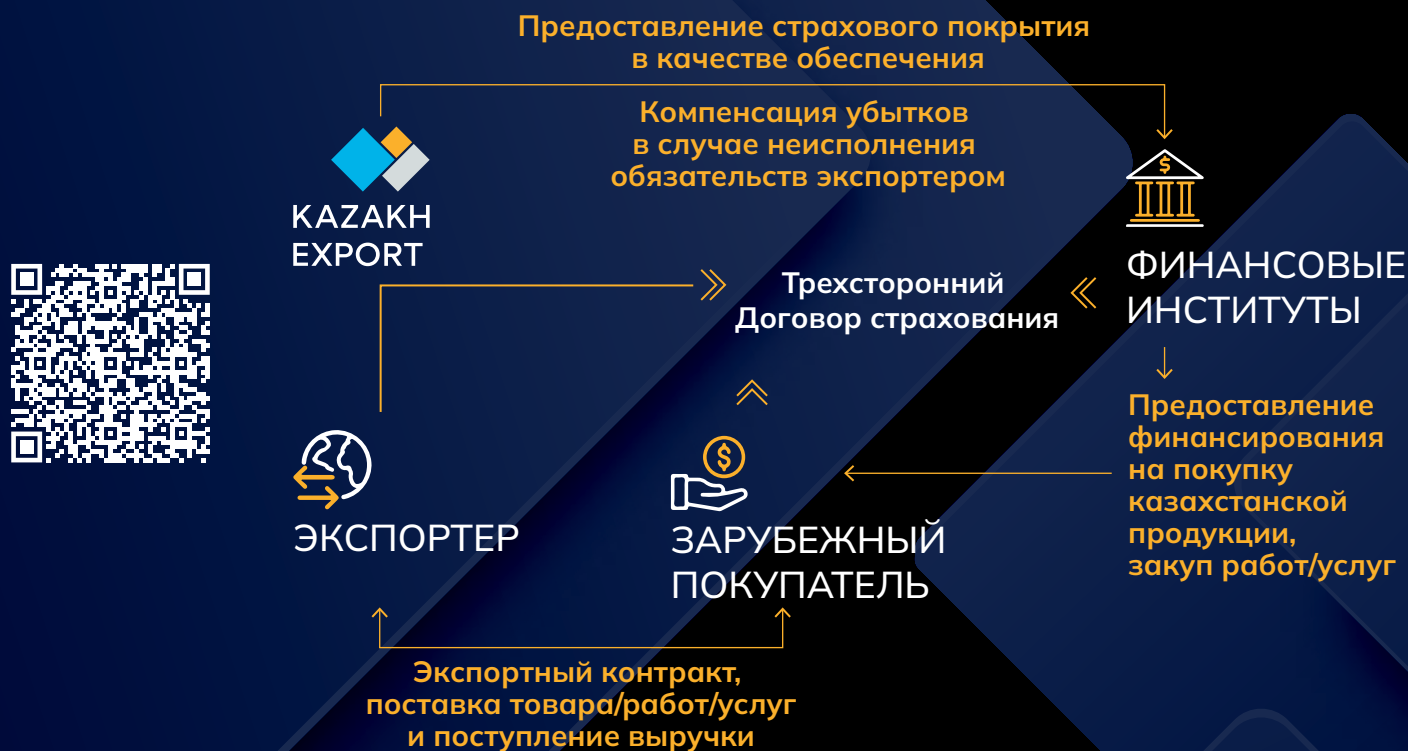 Предоставление страхового покрытия
в качестве обеспечения
Компенсация убытков
в случае неисполнения
обязательств экспортером
KAZAKH
EXPORT
$
ФИНАНСОВЫЕ
ИНСТИТУТЫ
Трехсторонний
Договор страхования
Предоставление
финансирования
на покупку
казахстанской
продукции,
закуп работ/услуг
ЭКСПОРТЕР
$
ЗАРУБЕЖНЫЙ
ПОКУПАТЕЛЬ
Экспортный контракт,
поставка товара/работ/услуг
и поступление выручки